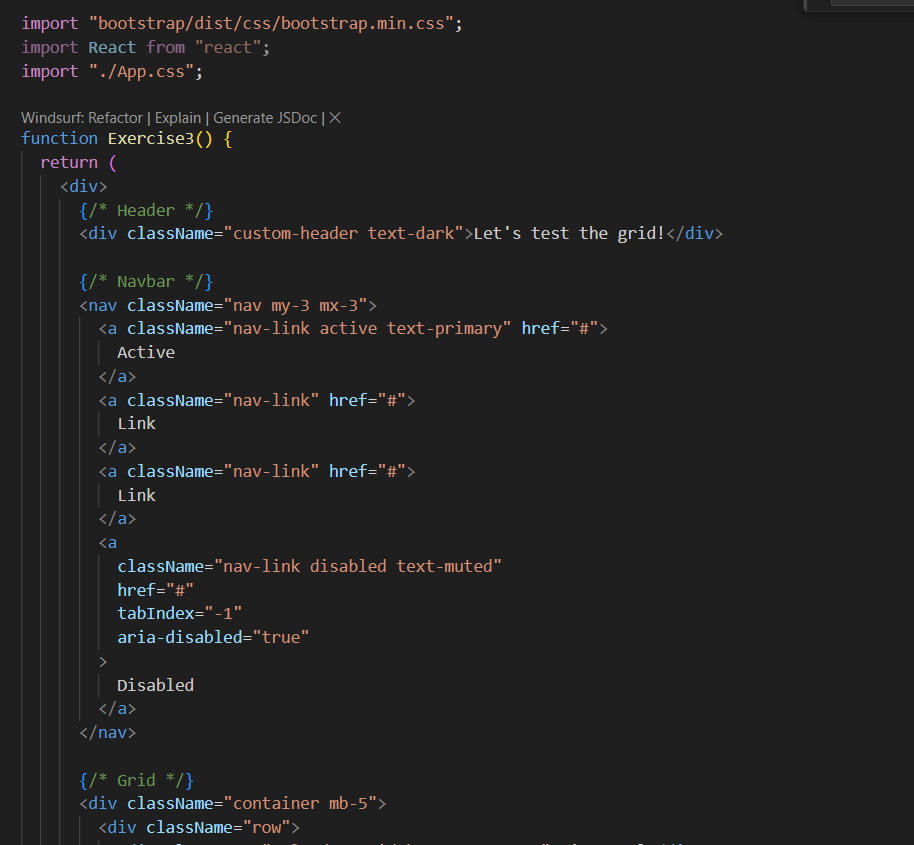 import "bootstrap/dist/css/bootstrap.min.css";
import React from "react";
import "./App.css";
Windsurf: Refactor | Explain | Generate JSDoc | ×
function Exercise3() {
return (
<div>
{/* Header */}
<div className="custom-header text-dark">Let's test the grid!</div>
{/* Navbar */}
<nav className="nav my-3 mx-3">
<a className="nav-link active text-primary" href="#">
Active
</a>
<a className="nav-link" href="#">
Link
</a>
<a className="nav-link" href="#">
Link
</a>
<a
className="nav-link disabled text-muted"
href="#"
tabIndex="-1"
aria-disabled="true"
>
Disabled
</a>
</nav>
{/* Grid */}
<div className="container mb-5">
<div className="row">